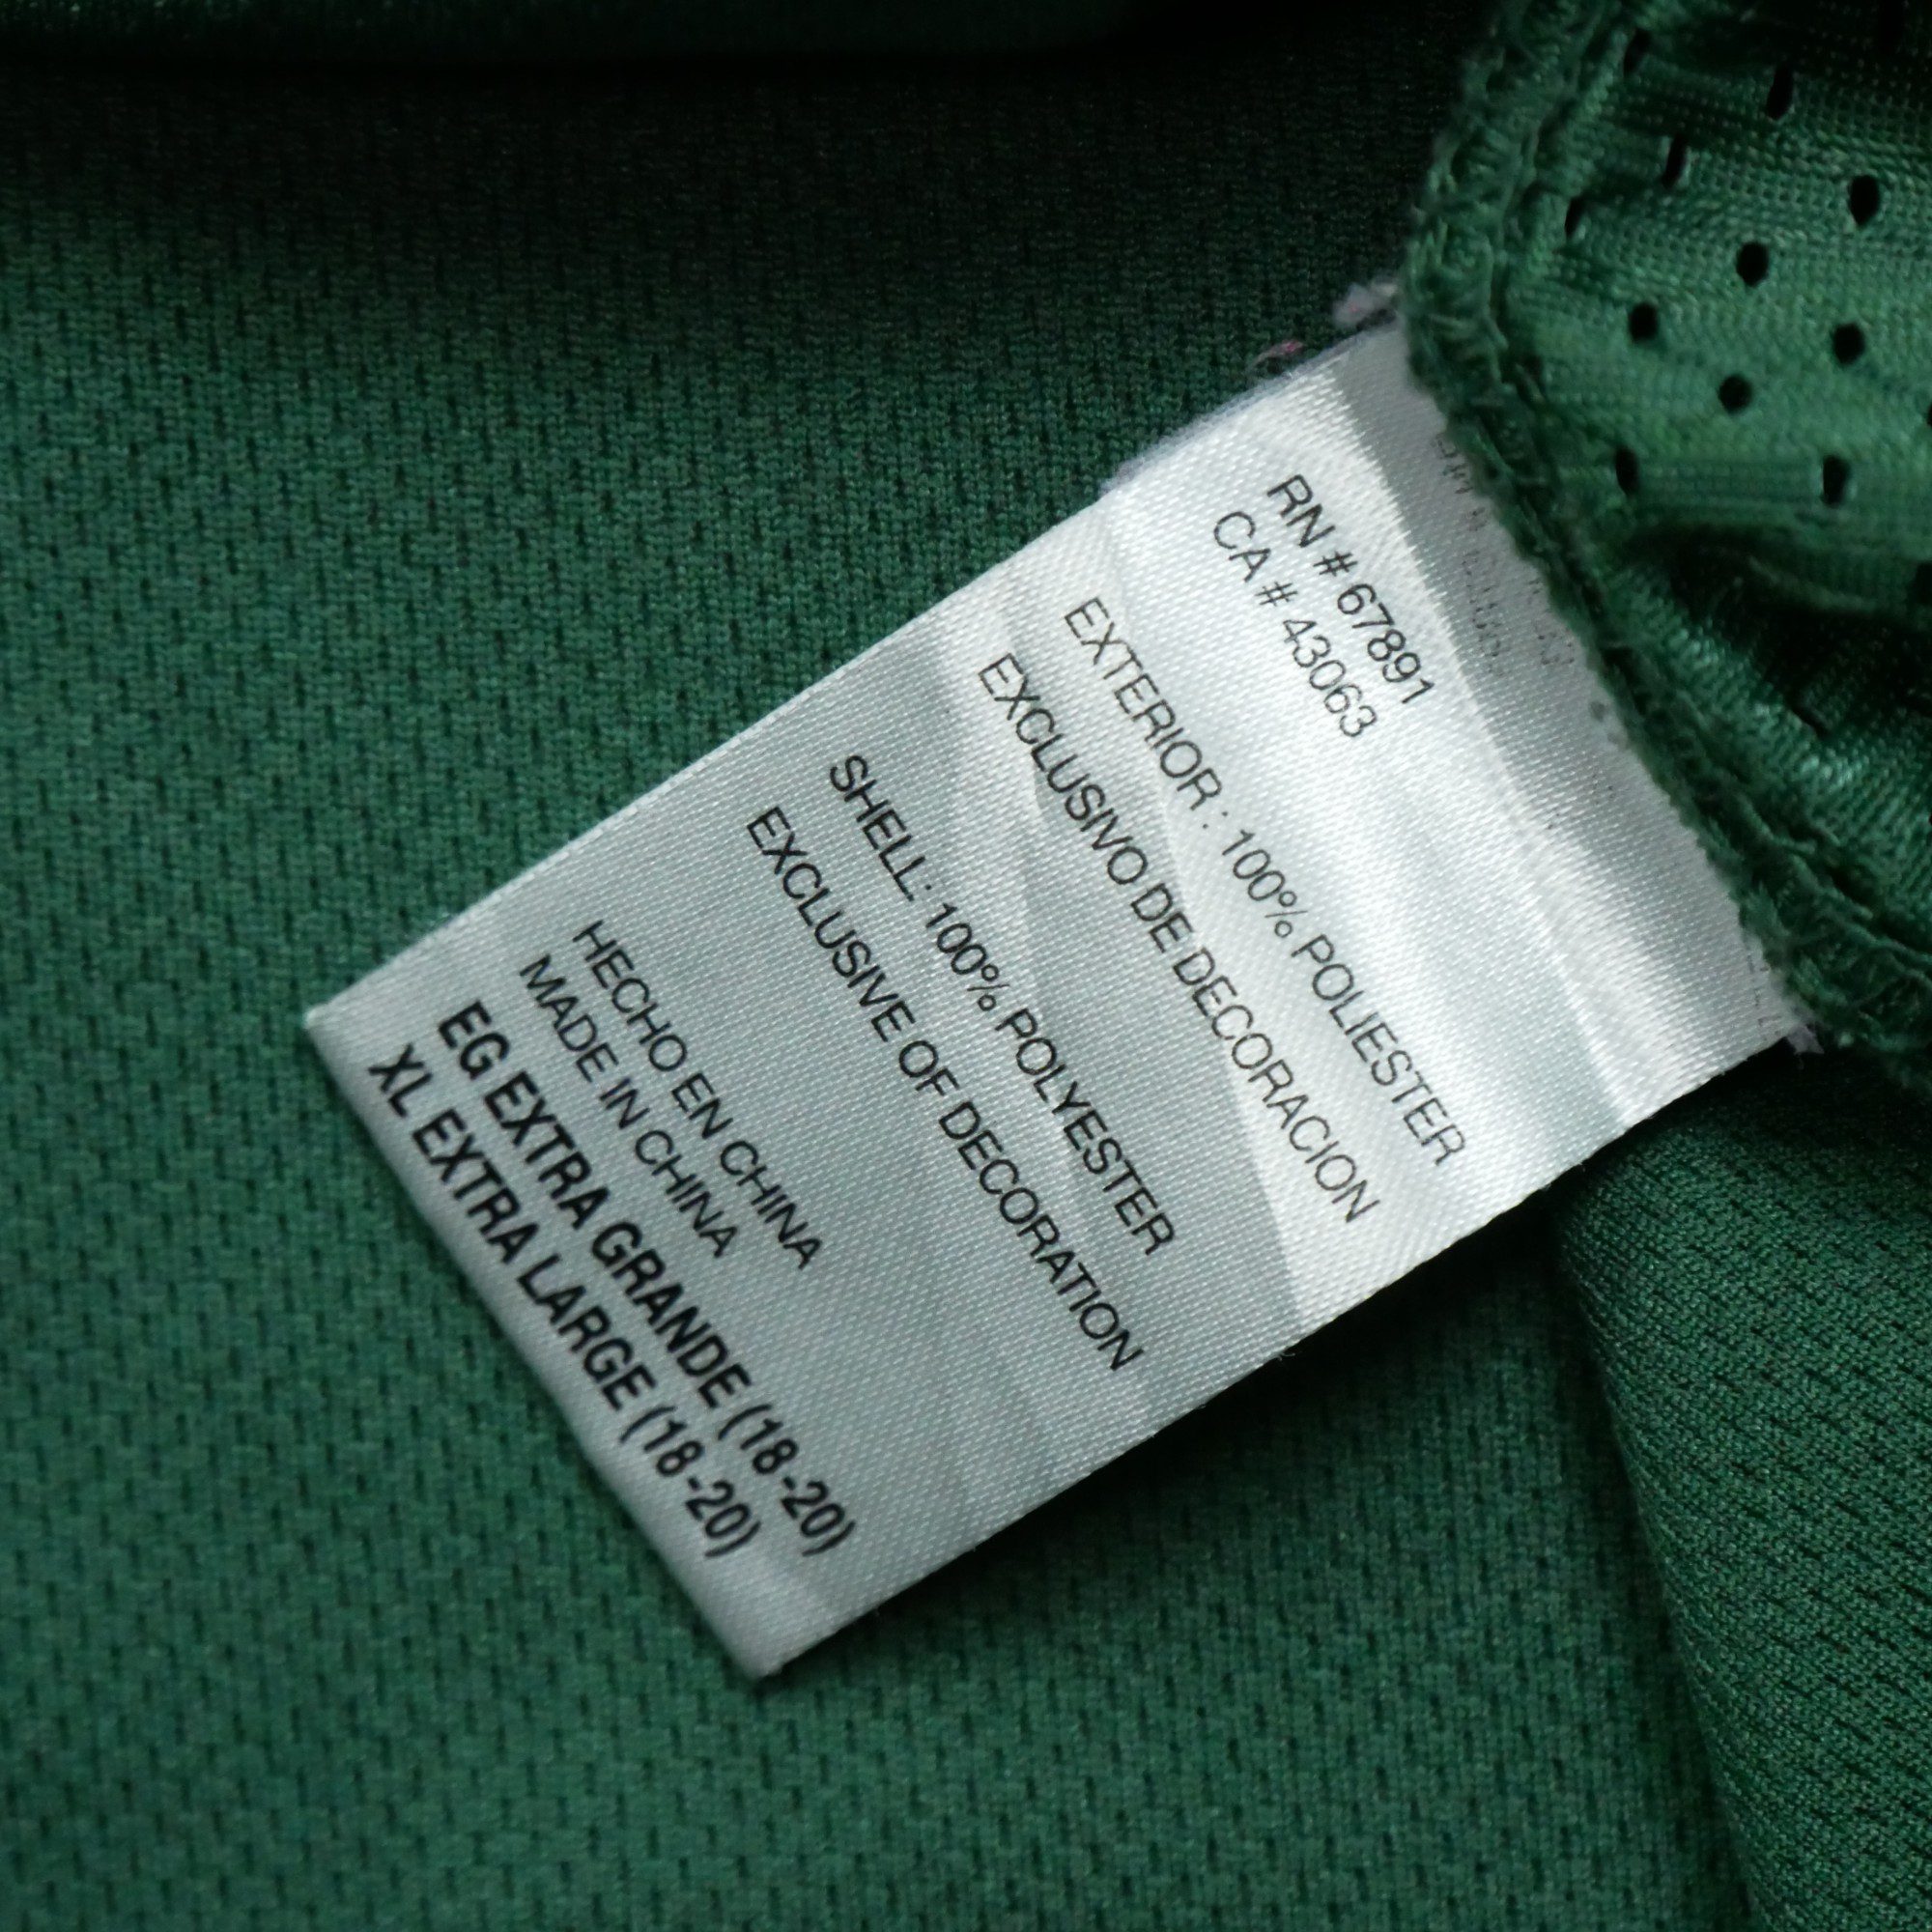 RN # 67891
CA # 43063
EXTERIOR : 100% POLIESTER
EXCLUSIVO DE DECORACION
SHELL: 100% POLYESTER
EXCLUSIVE OF DECORATION
HECHO EN CHINA
MADE IN CHINA
EG EXTRA GRANDE (18-20)
XL EXTRA LARGE (18-20)